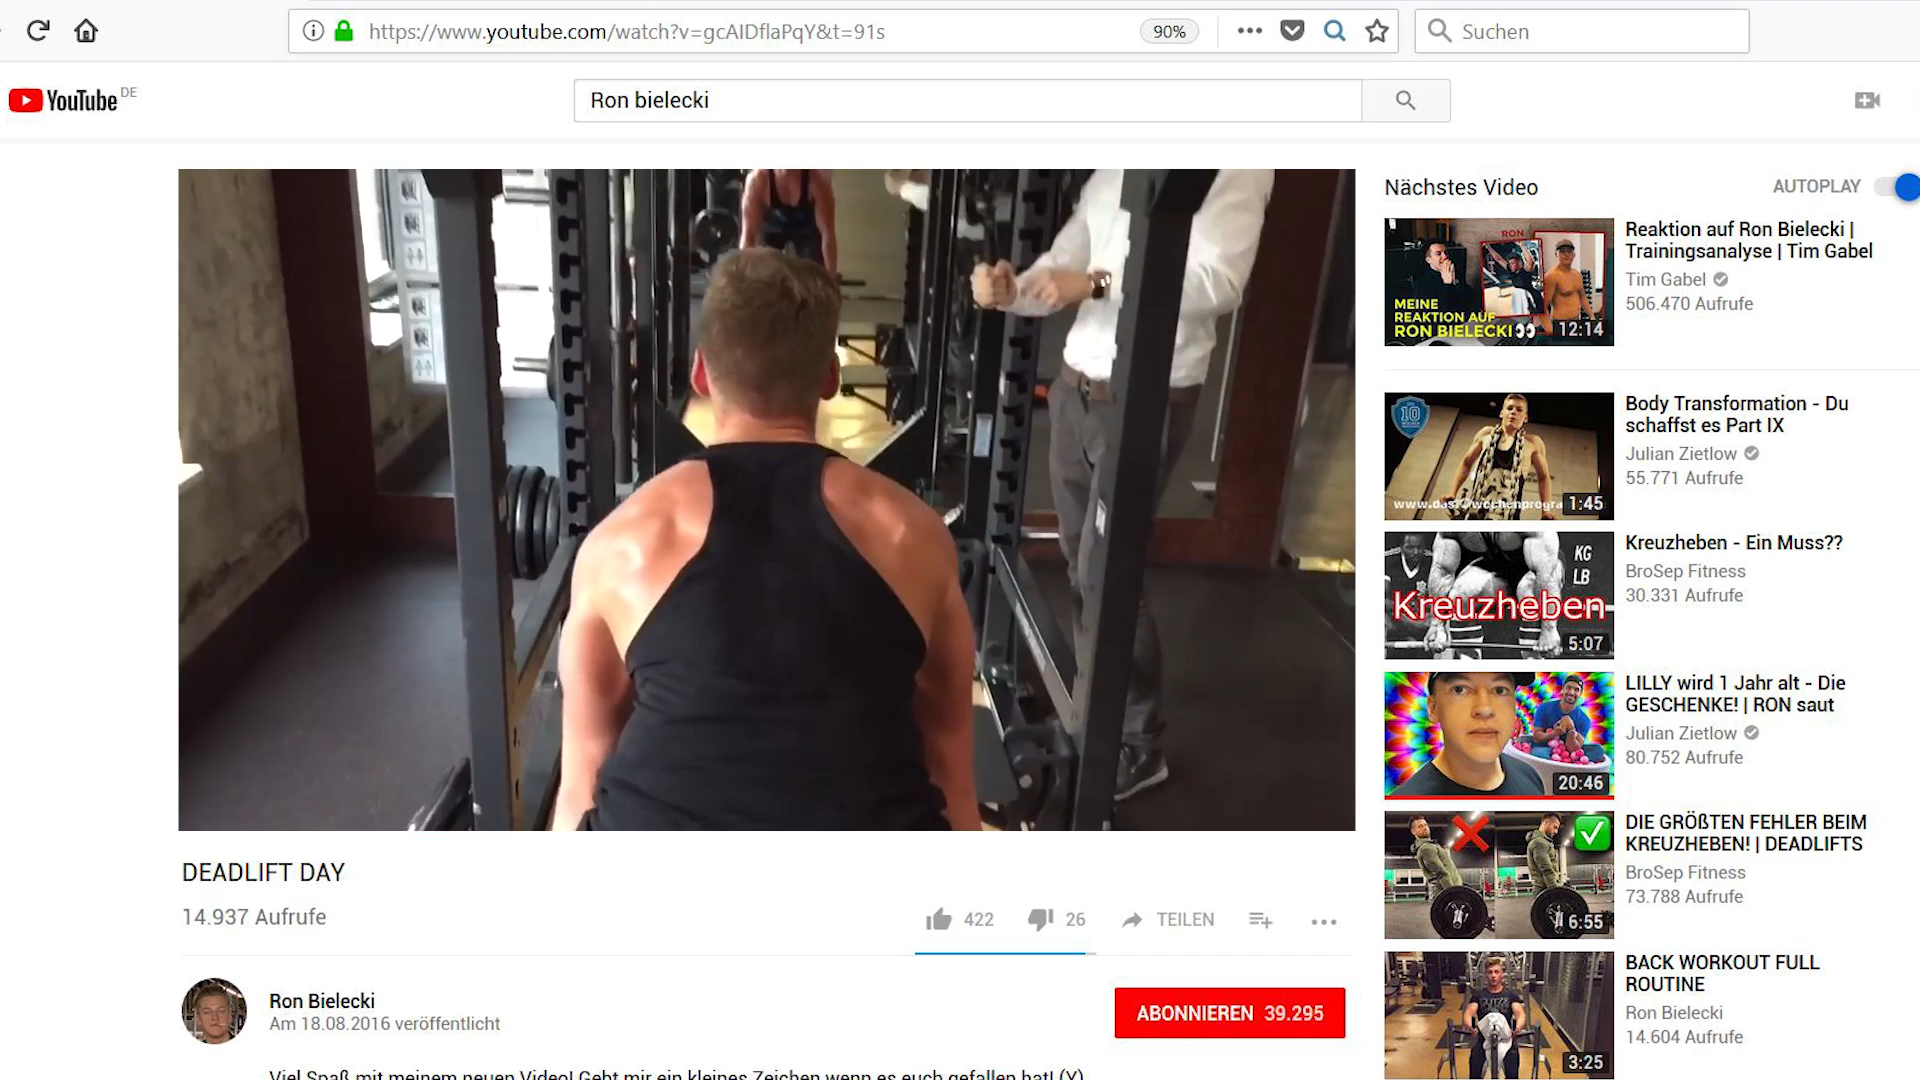 https://www.youtube.com/watch?v=gcAIDflaPqY&t=91s
90%
Suchen
YouTube DE
Ron bielecki
Nächstes Video
AUTOPLAY
RON
MEINE
REAKTION AUF
RON BIELECKI
12:14
Reaktion auf Ron Bielecki |
Trainingsanalyse | Tim Gabel
Tim Gabel
506.470 Aufrufe
10
1:45
Body Transformation - Du
schaffst es Part IX
Julian Zietlow
55.771 Aufrufe
KG
LB
Kreuzheben
5:07
Kreuzheben - Ein Muss??
BroSep Fitness
30.331 Aufrufe
20:46
LILLY wird 1 Jahr alt - Die
GESCHENKE! | RON saut
Julian Zietlow
80.752 Aufrufe
6:55
DIE GRÖßTEN FEHLER BEIM
KREUZHEBEN! | DEADLIFTS
BroSep Fitness
73.788 Aufrufe
3:25
BACK WORKOUT FULL
ROUTINE
Ron Bielecki
14.604 Aufrufe
DEADLIFT DAY
14.937 Aufrufe
422
26
TEILEN
Ron Bielecki
Am 18.08.2016 veröffentlicht
ABONNIEREN 39.295
Viel Spaß mit meinem neuen Video! Gebt mir ein kleines Zeichen wenn es euch gefallen hat! (Y)